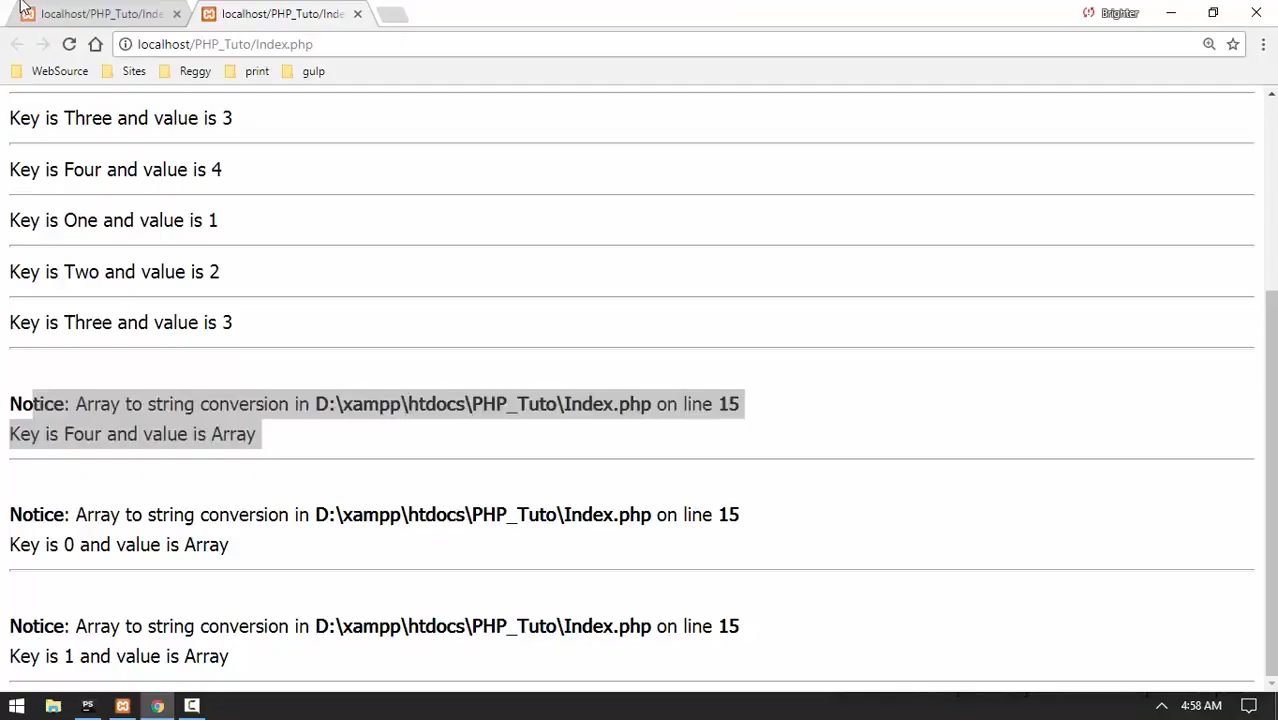 localhost/PHP_Tuto/Inde
localhost/PHP_Tuto/Inde
Brighter
localhost/PHP_Tuto/Index.php
WebSource
Sites
Reggy
print
gulp
Key is Three and value is 3
Key is Four and value is 4
Key is One and value is 1
Key is Two and value is 2
Key is Three and value is 3
Notice: Array to string conversion in D:\xampp\htdocs\PHP_Tuto\Index.php on line 15
Key is Four and value is Array
Notice: Array to string conversion in D:\xampp\htdocs\PHP_Tuto\Index.php on line 15
Key is 0 and value is Array
Notice: Array to string conversion in D:\xampp\htdocs\PHP_Tuto\Index.php on line 15
Key is 1 and value is Array
PS
C
4:58 AM